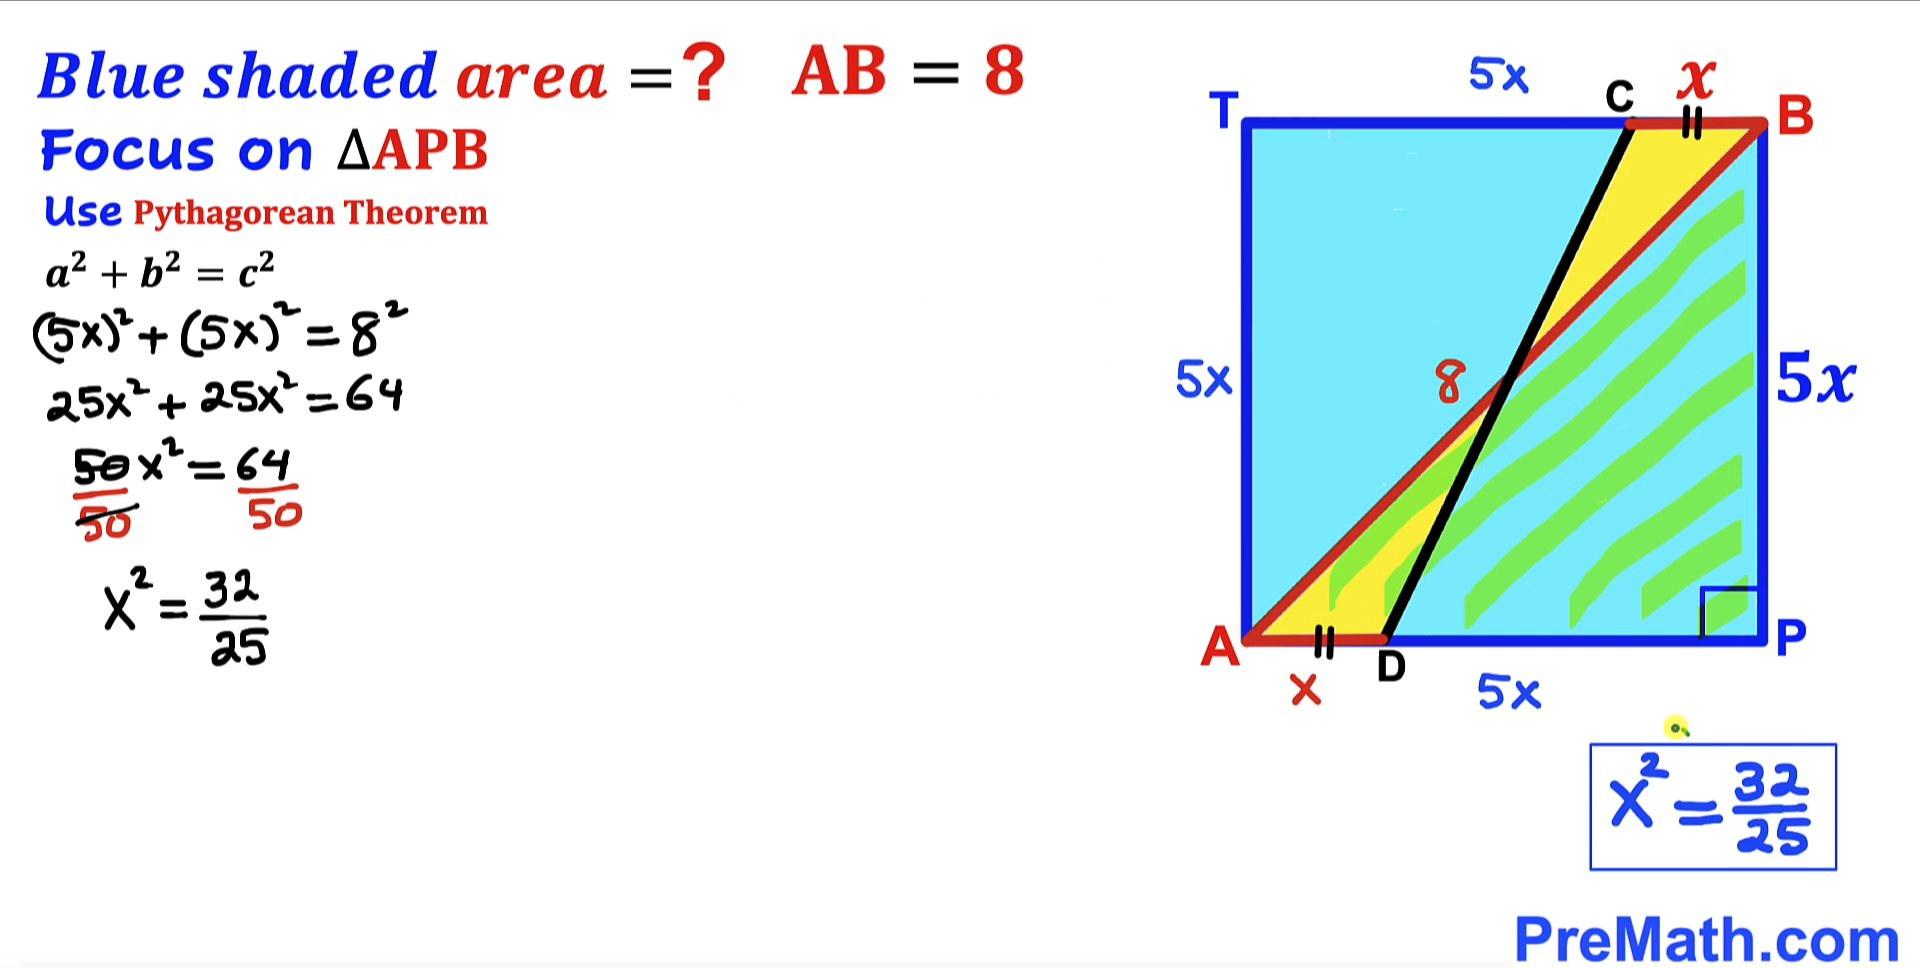 Blue shaded area =? AB = 8
Focus on ΔAPB
Use Pythagorean Theorem
a² + b² = c²
(5x)² + (5x)² = 8²
25x² + 25x² = 64
50x² = 64
50 50
x² = 32
25
5x
C
x
T
B
5x
8
5x
A
D
P
x
5x
x² = 32
25
PreMath.com